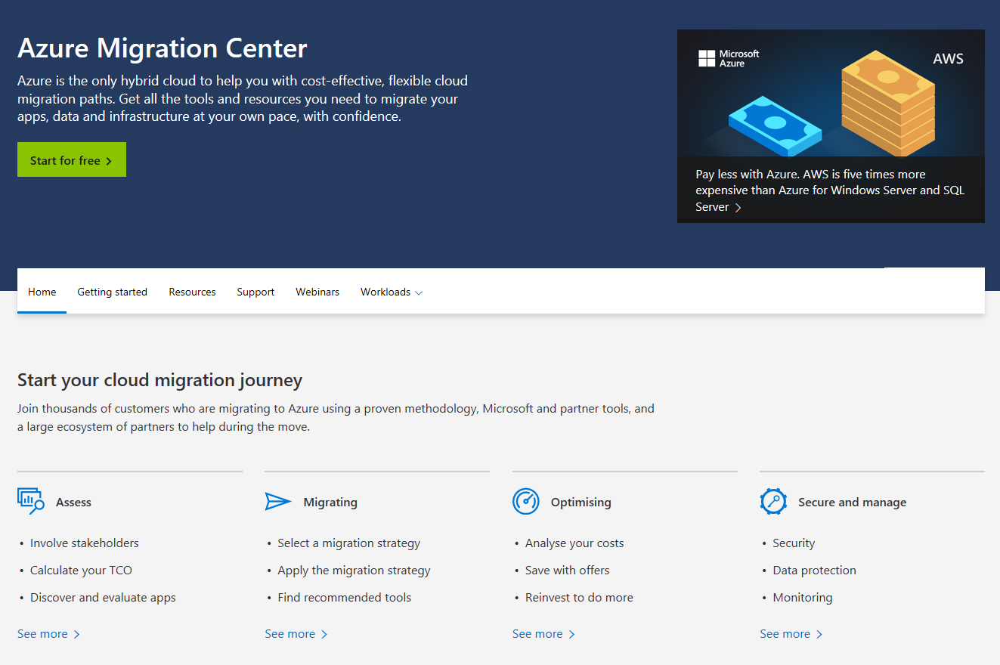 Azure Migration Center
Azure is the only hybrid cloud to help you with cost-effective, flexible cloud
migration paths. Get all the tools and resources you need to migrate your
apps, data and infrastructure at your own pace, with confidence.
Start for free
Microsoft
Azure
AWS
Pay less with Azure. AWS is five times more
expensive than Azure for Windows Server and SQL
Server
Home
Getting started
Resources
Support
Webinars
Workloads
Start your cloud migration journey
Join thousands of customers who are migrating to Azure using a proven methodology, Microsoft and partner tools, and
a large ecosystem of partners to help during the move.
Assess
• Involve stakeholders
• Calculate your TCO
• Discover and evaluate apps
See more
Migrating
• Select a migration strategy
• Apply the migration strategy
• Find recommended tools
See more
Optimising
• Analyse your costs
• Save with offers
• Reinvest to do more
See more
Secure and manage
• Security
• Data protection
• Monitoring
See more